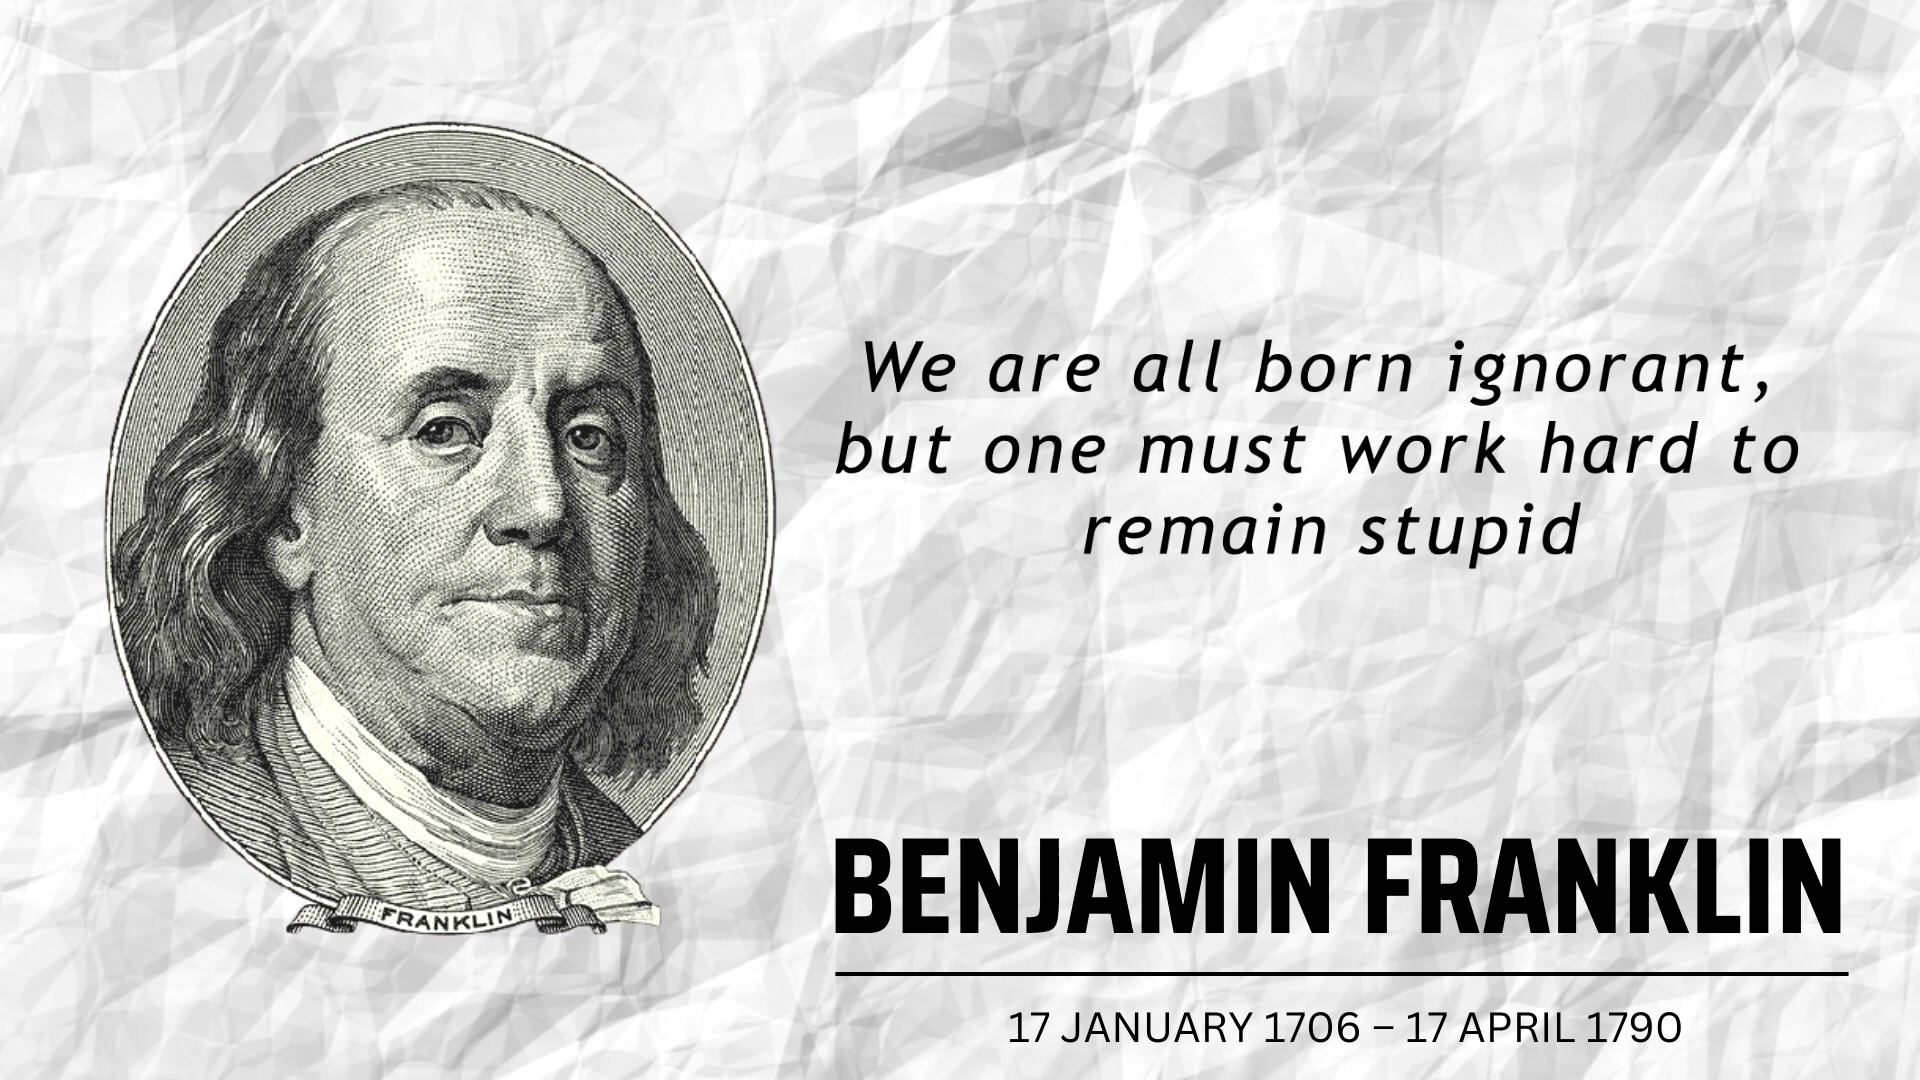 We are all born ignorant,
but one must work hard to
remain stupid
FRANKLIN
BENJAMIN FRANKLIN
17 JANUARY 1706 – 17 APRIL 1790